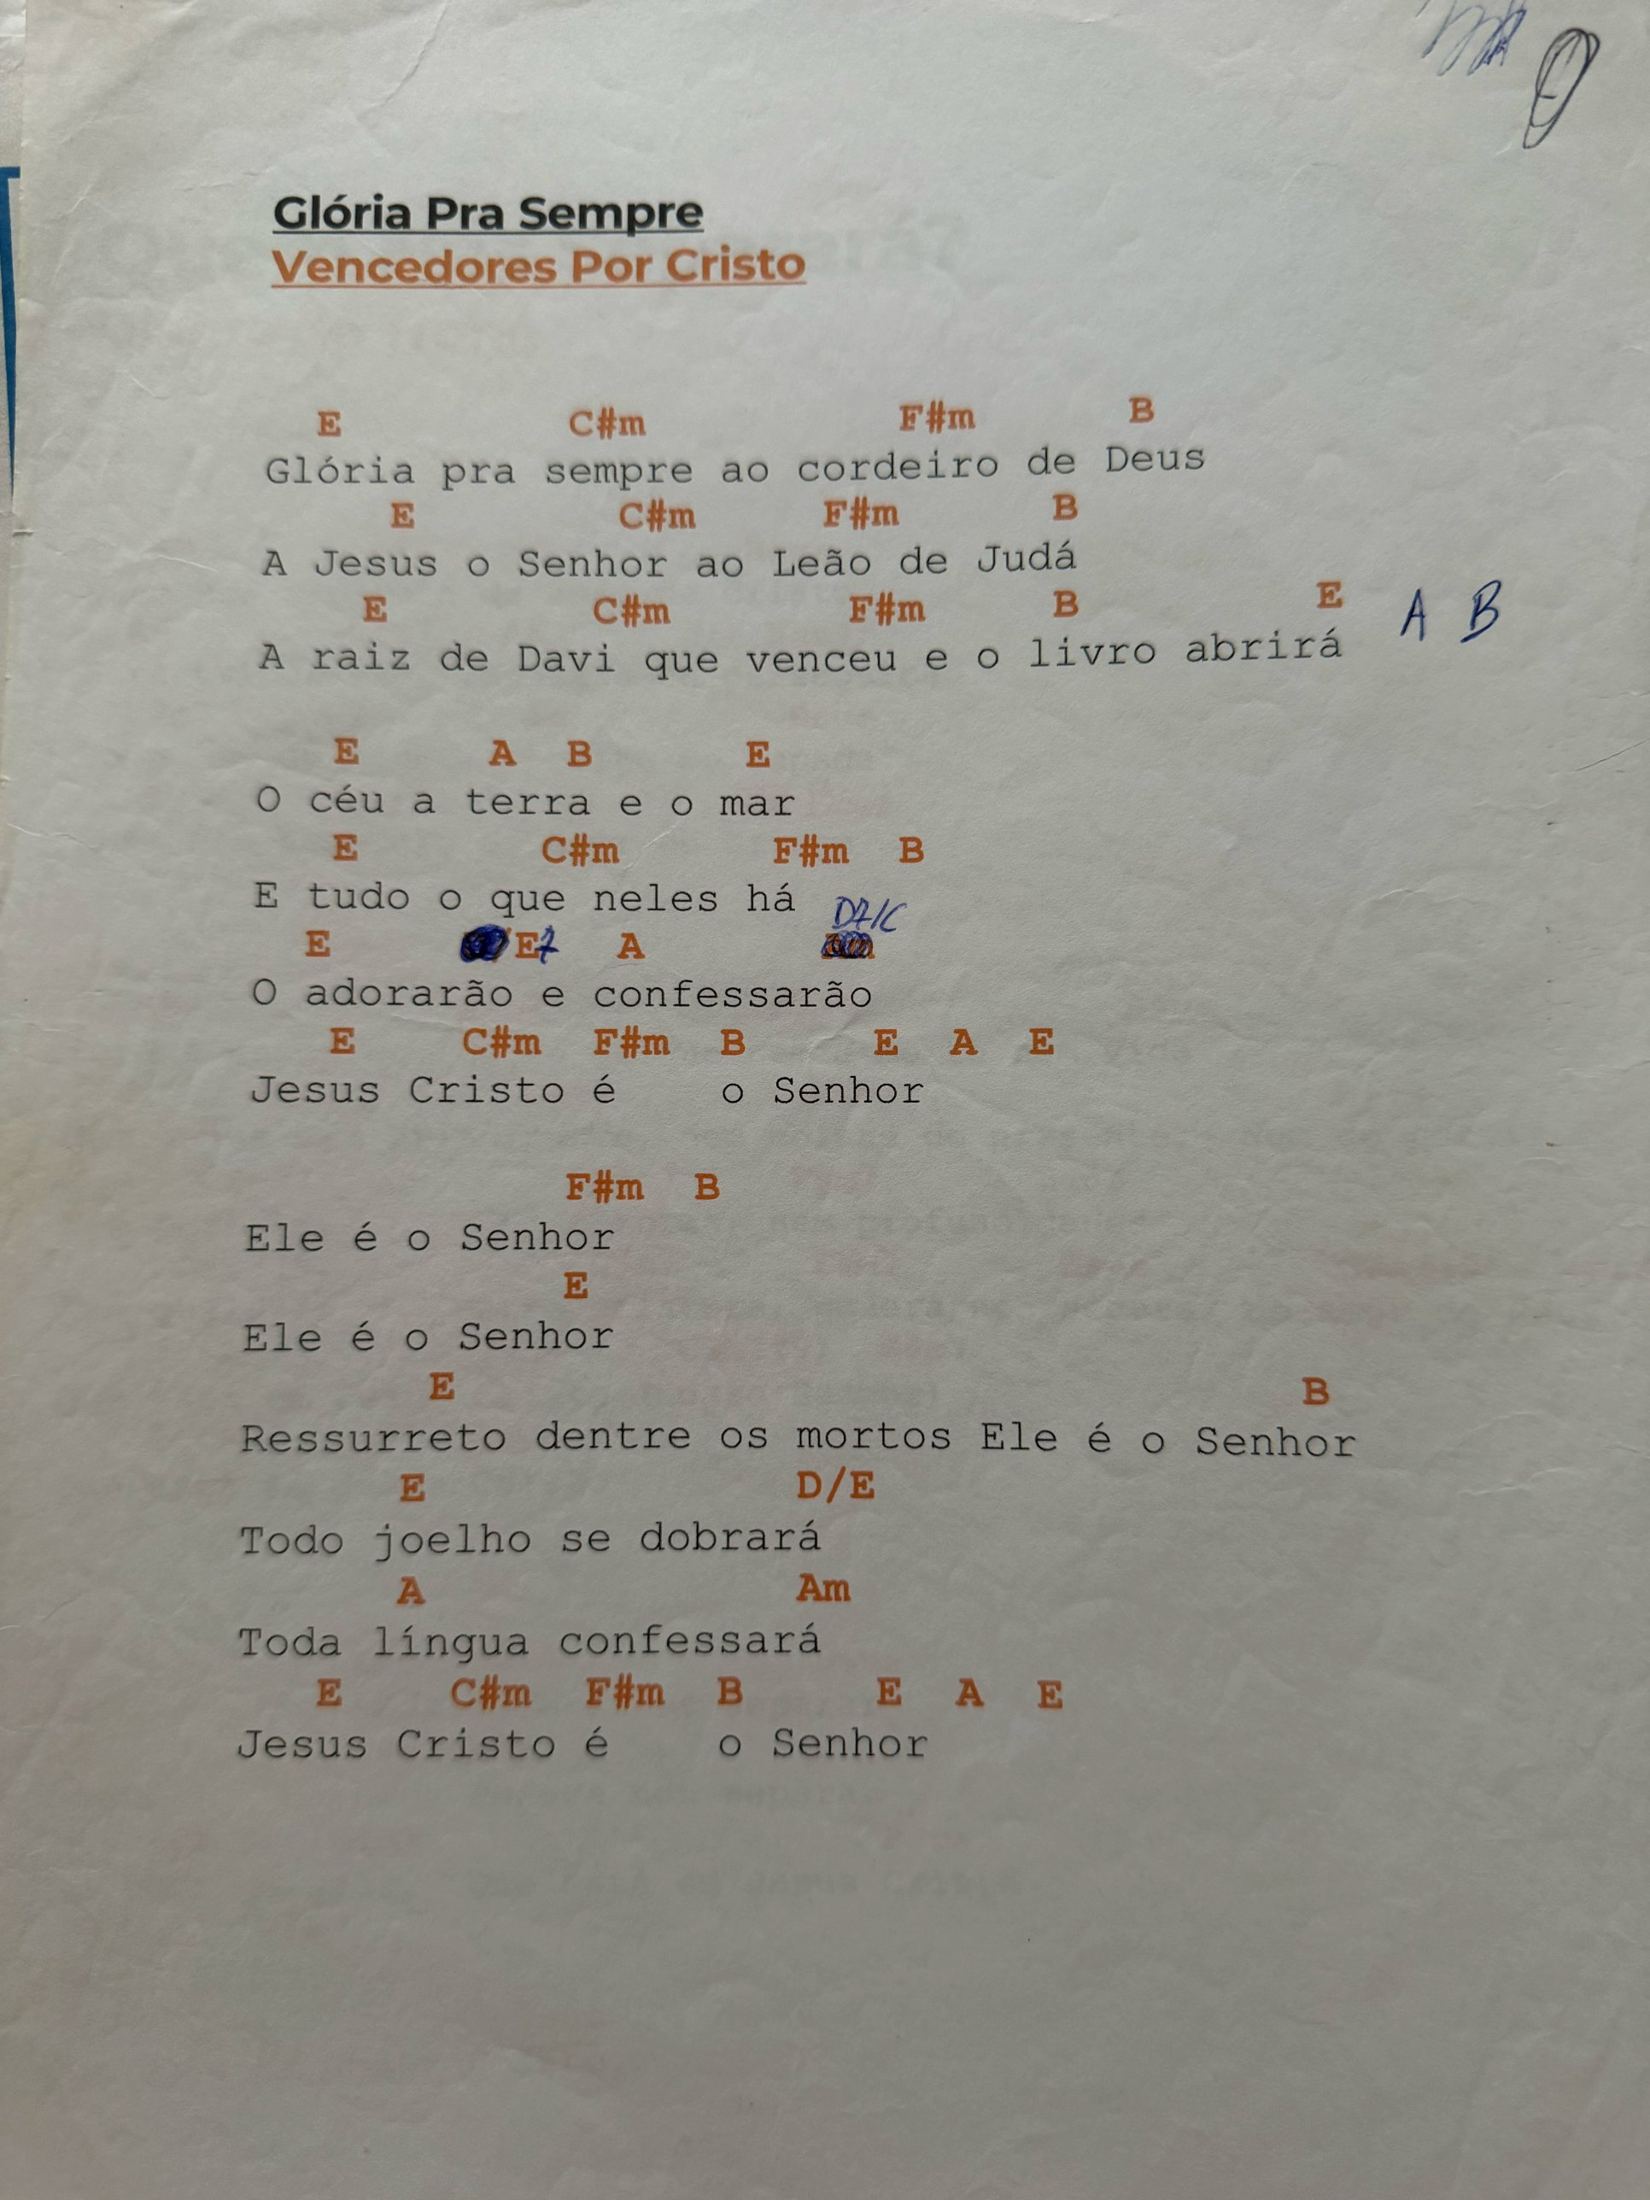 Glória Pra Sempre
Vencedores Por Cristo
E C#m F#m B
Glória pra sempre ao cordeiro de Deus
E C#m F#m B
A Jesus o Senhor ao Leão de Judá
E C#m F#m B E A B
A raiz de Davi que venceu e o livro abrirá
E A B E
O céu a terra e o mar
E C#m F#m B
E tudo o que neles há
D7/C
E E7 A
O adorarão e confessarão
E C#m F#m B E A E
Jesus Cristo é o Senhor
F#m B
Ele é o Senhor
E
Ele é o Senhor
E B
Ressurreto dentre os mortos Ele é o Senhor
E D/E
Todo joelho se dobrará
A Am
Toda língua confessará
E C#m F#m B E A E
Jesus Cristo é o Senhor